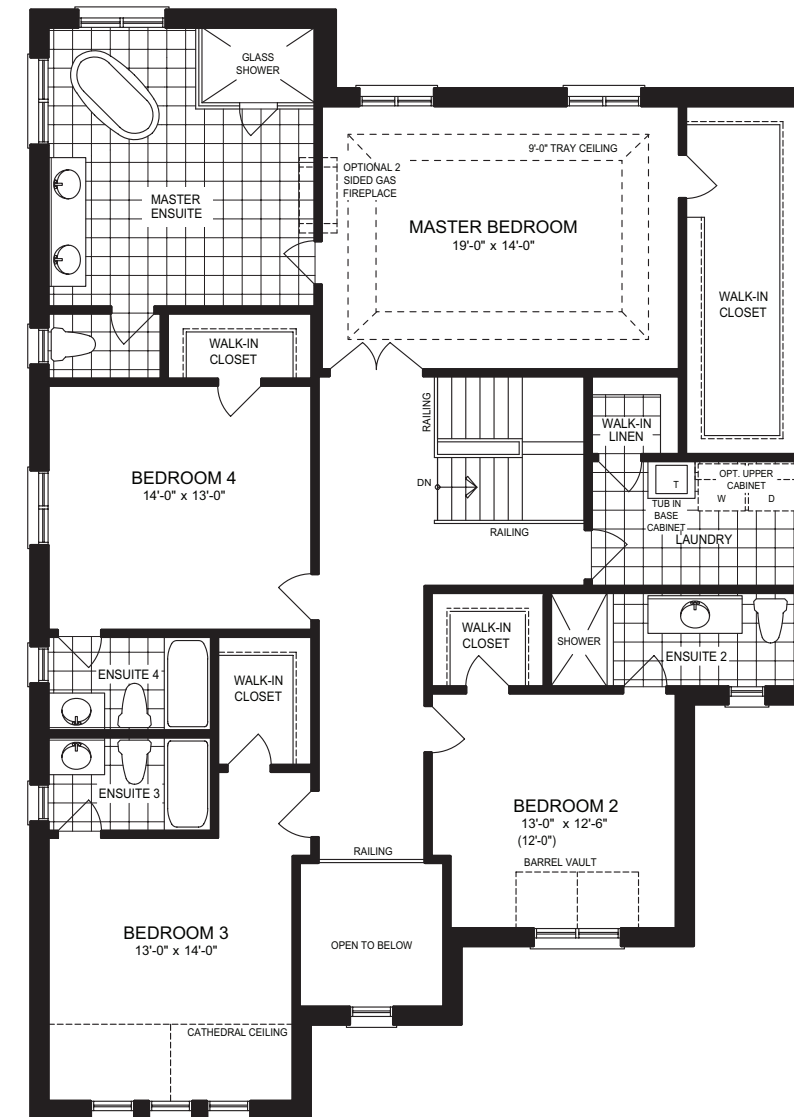 GLASS
SHOWER
9'-0" TRAY CEILING
OPTIONAL 2
SIDED GAS
FIREPLACE
MASTER
ENSUITE
MASTER BEDROOM
19'-0" x 14'-0"
WALK-IN
CLOSET
WALK-IN
CLOSET
RAILING
WALK-IN
LINEN
BEDROOM 4
14'-0" x 13'-0"
DN
T
OPT. UPPER
CABINET
W D
TUB IN
BASE
CABINET
LAUNDRY
RAILING
WALK-IN
CLOSET
SHOWER
ENSUITE 2
ENSUITE 4
WALK-IN
CLOSET
ENSUITE 3
BEDROOM 2
13'-0" x 12'-6"
(12'-0")
BARREL VAULT
RAILING
BEDROOM 3
13'-0" x 14'-0"
OPEN TO BELOW
CATHEDRAL CEILING